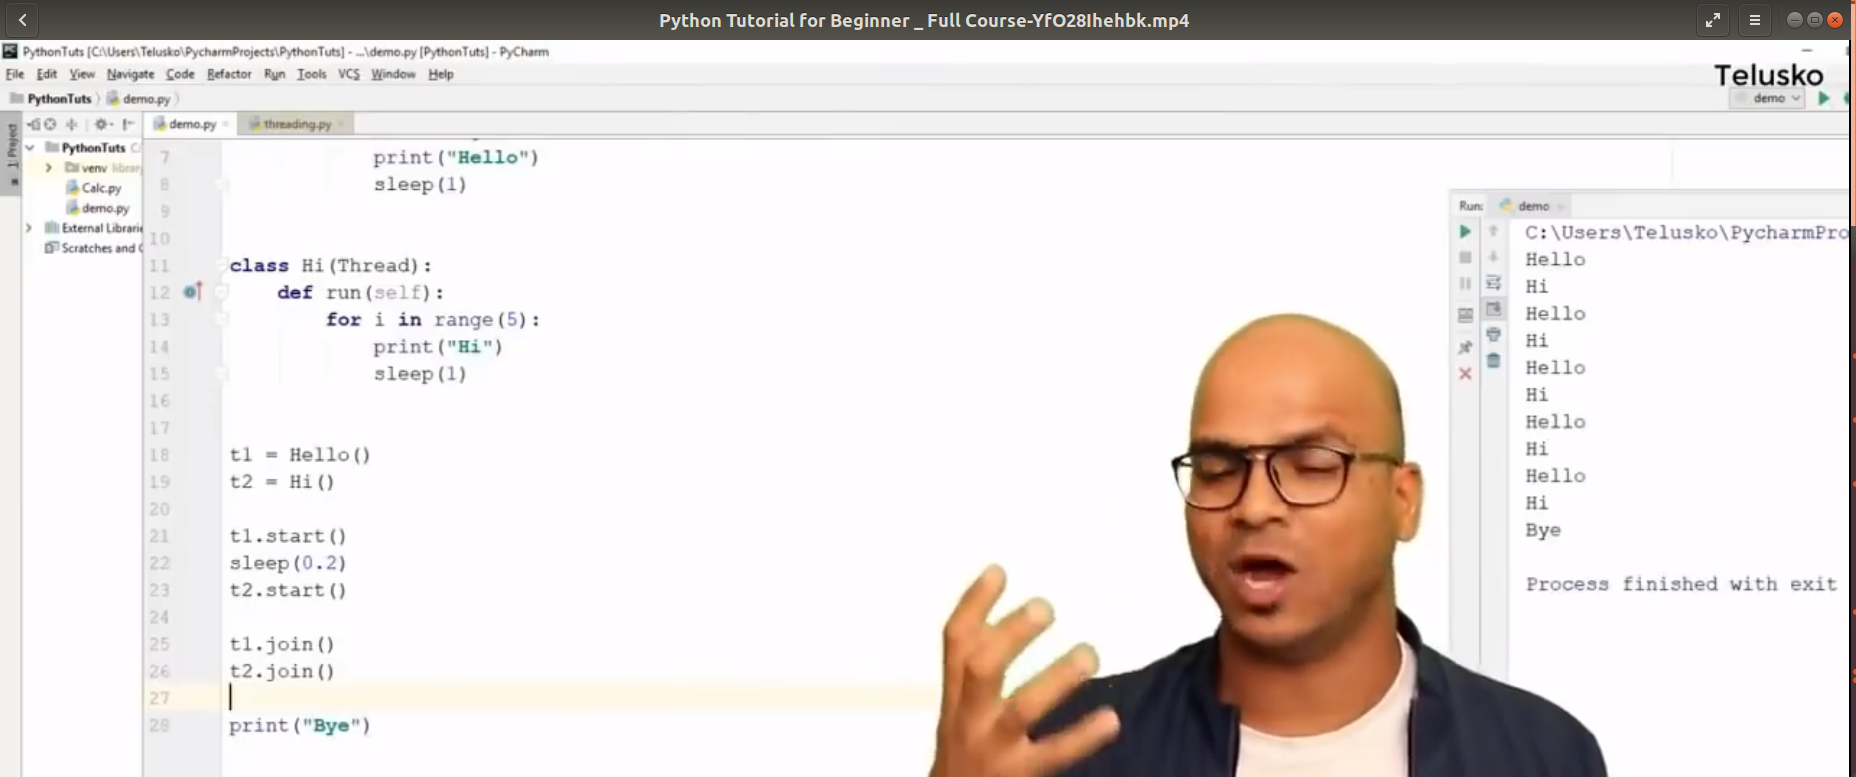 Python Tutorial for Beginner _ Full Course-YfO28Ihehbk.mp4
PythonTuts [C:\Users\Telusko\PycharmProjects\PythonTuts] - ...\demo.py [PythonTuts] - PyCharm
File Edit View Navigate Code Refactor Run Tools VCS Window Help
Telusko
PythonTuts demo.py
demo
1: Project
demo.py threading.py
PythonTuts C:
venv library
Calc.py
demo.py
External Librarie
Scratches and C
7 print("Hello")
8 sleep(1)
9
10
11 class Hi(Thread):
12 def run(self):
13 for i in range(5):
14 print("Hi")
15 sleep(1)
16
17
18 t1 = Hello()
19 t2 = Hi()
20
21 t1.start()
22 sleep(0.2)
23 t2.start()
24
25 t1.join()
26 t2.join()
27
28 print("Bye")
Run: demo
C:\Users\Telusko\PycharmPro
Hello
Hi
Hello
Hi
Hello
Hi
Hello
Hi
Hello
Hi
Bye
Process finished with exit